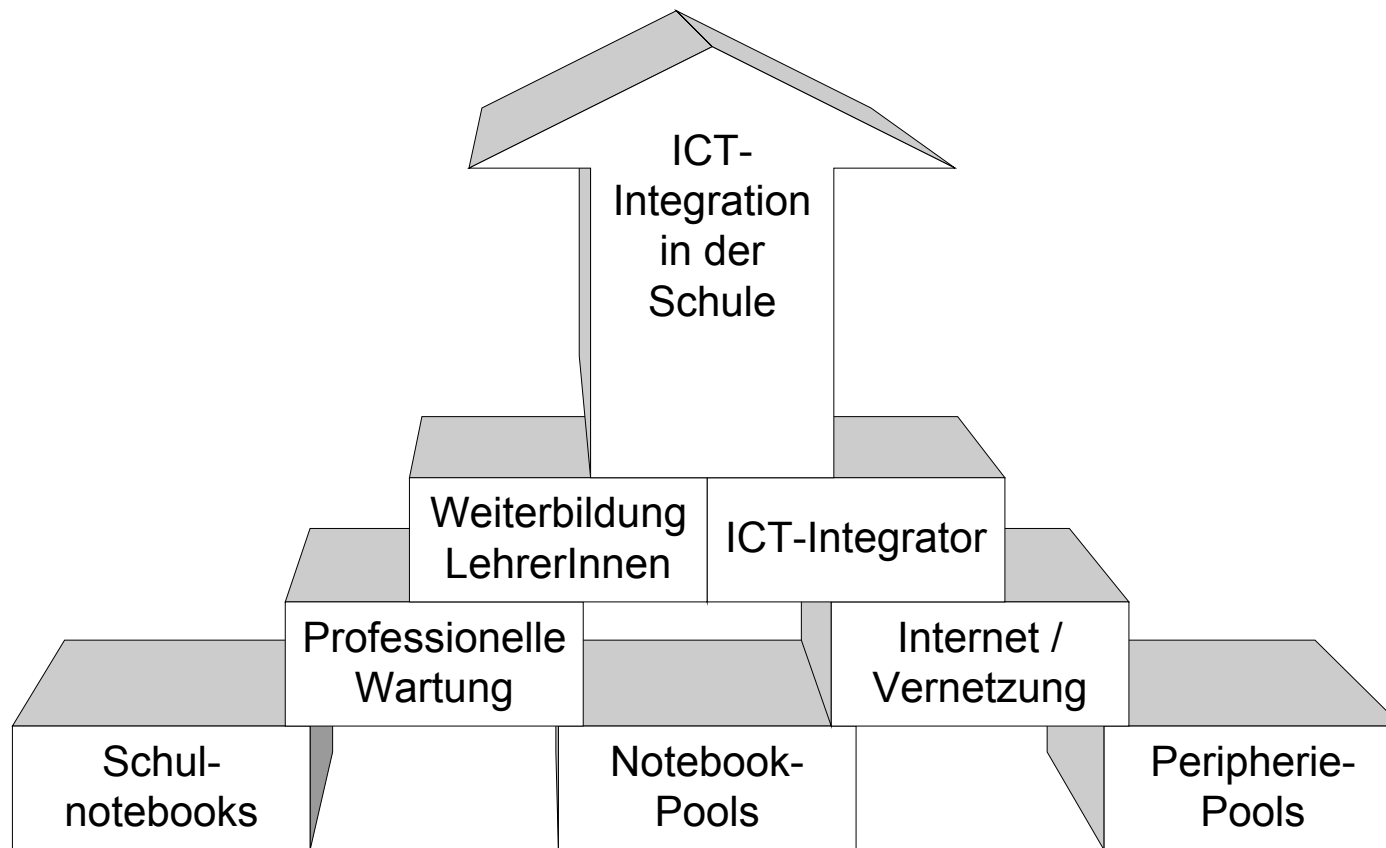 ICT-
Integration
in der
Schule
Weiterbildung
LehrerInnen
ICT-Integrator
Professionelle
Wartung
Internet /
Vernetzung
Schul-
notebooks
Notebook-
Pools
Peripherie-
Pools